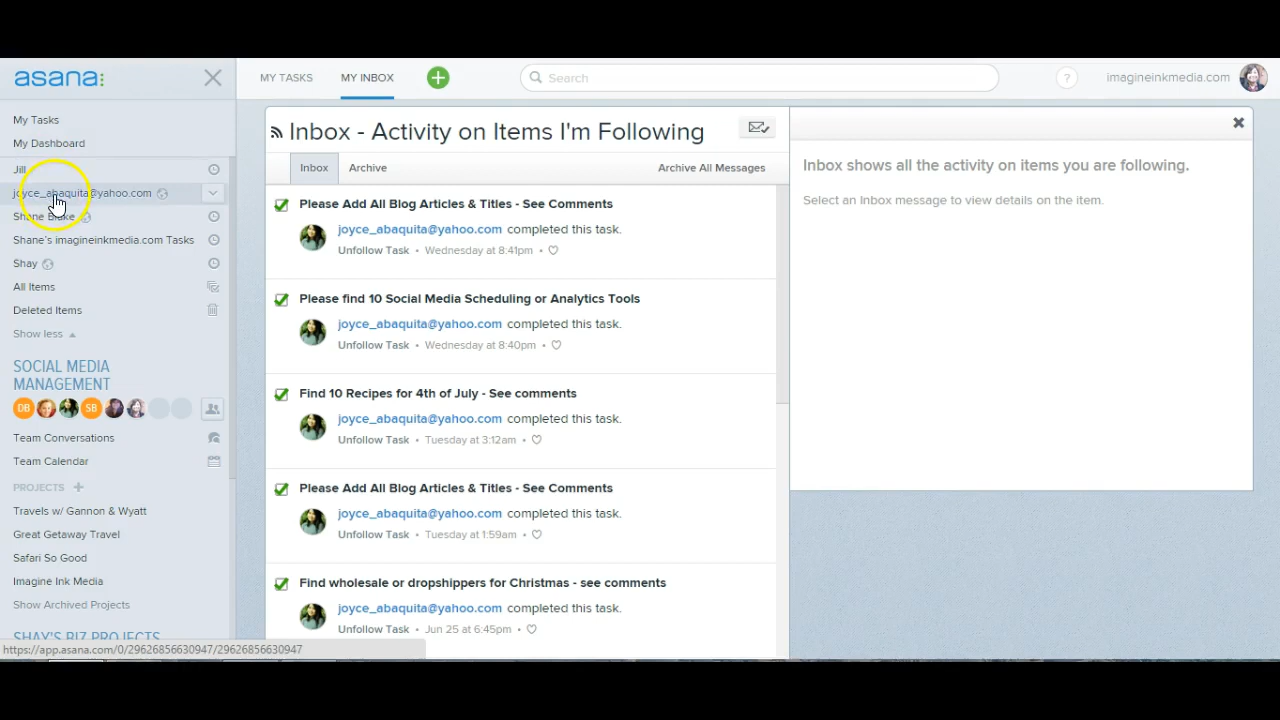 asana
MY TASKS
MY INBOX
Search
?
imagineinkmedia.com
My Tasks
My Dashboard
Jill
joyce_abaquita@yahoo.com
Shane Blake
Shane's imagineinkmedia.com Tasks
Shay
All Items
Deleted Items
Show less
SOCIAL MEDIA
MANAGEMENT
DB
SB
Team Conversations
Team Calendar
PROJECTS +
Travels w/ Gannon & Wyatt
Great Getaway Travel
Safari So Good
Imagine Ink Media
Show Archived Projects
SHAY'S BIZ PROJECTS
https://app.asana.com/0/29626856630947/29626856630947
Inbox - Activity on Items I'm Following
Inbox
Archive
Archive All Messages
Please Add All Blog Articles & Titles - See Comments
joyce_abaquita@yahoo.com completed this task.
Unfollow Task • Wednesday at 8:41pm •
Please find 10 Social Media Scheduling or Analytics Tools
joyce_abaquita@yahoo.com completed this task.
Unfollow Task • Wednesday at 8:40pm •
Find 10 Recipes for 4th of July - See comments
joyce_abaquita@yahoo.com completed this task.
Unfollow Task • Tuesday at 3:12am •
Please Add All Blog Articles & Titles - See Comments
joyce_abaquita@yahoo.com completed this task.
Unfollow Task • Tuesday at 1:59am •
Find wholesale or dropshippers for Christmas - see comments
joyce_abaquita@yahoo.com completed this task.
Unfollow Task • Jun 25 at 6:45pm •
Inbox shows all the activity on items you are following.
Select an Inbox message to view details on the item.